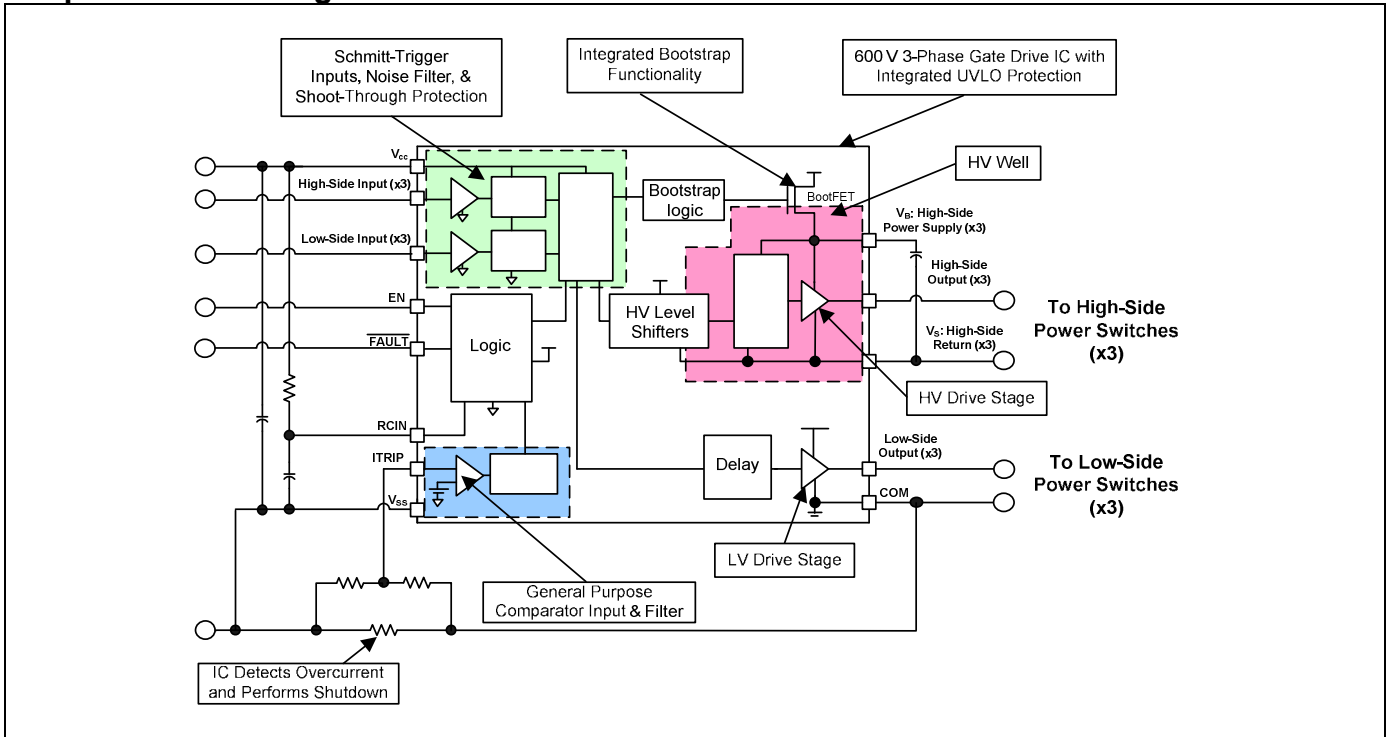 Schmitt-Trigger
Inputs, Noise Filter, &
Shoot-Through Protection
Integrated Bootstrap
Functionality
600 V 3-Phase Gate Drive IC with
Integrated UVLO Protection
HV Well
Vcc
High-Side Input (x3)
Low-Side Input (x3)
EN
FAULT
RCIN
ITRIP
VSS
Bootstrap
logic
BootFET
HV Level
Shifters
Logic
Delay
VB: High-Side
Power Supply (x3)
High-Side
Output (x3)
VS: High-Side
Return (x3)
To High-Side
Power Switches
(x3)
HV Drive Stage
Low-Side
Output (x3)
COM
To Low-Side
Power Switches
(x3)
LV Drive Stage
General Purpose
Comparator Input & Filter
IC Detects Overcurrent
and Performs Shutdown